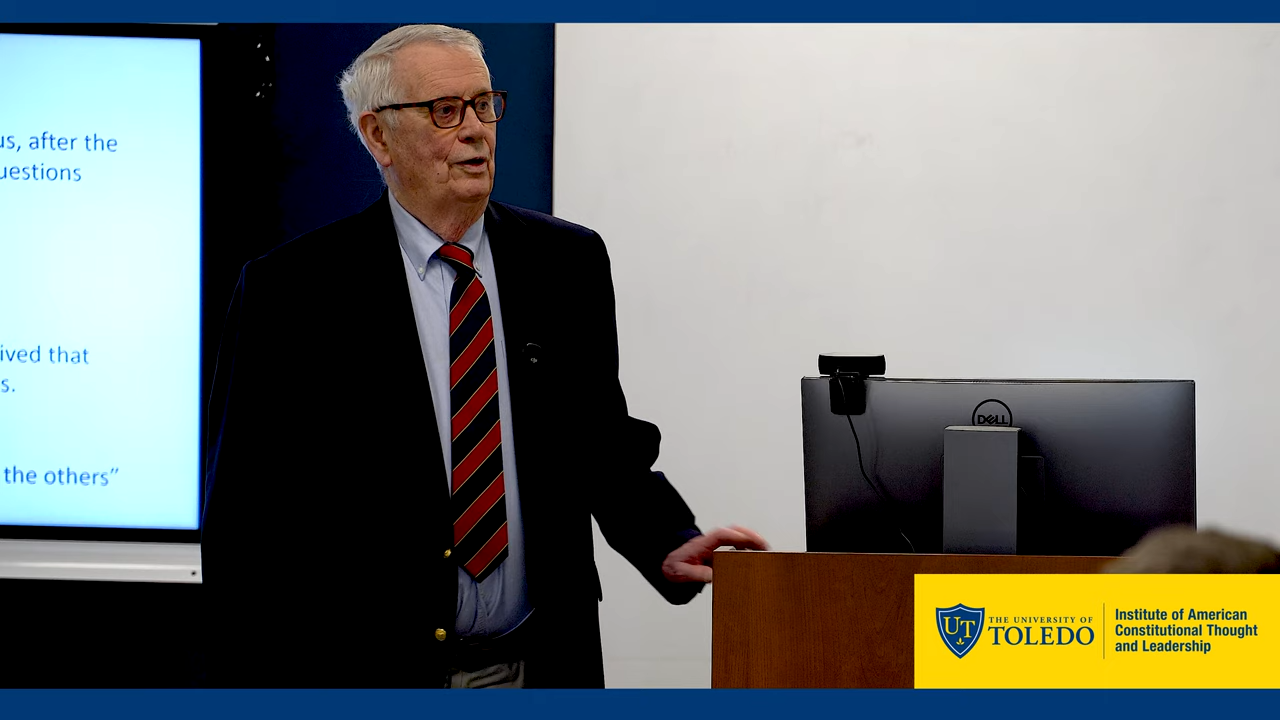 us, after the
uestions
ived that
s.
the others”
DELL
UT
THE UNIVERSITY OF
TOLEDO
Institute of American
Constitutional Thought
and Leadership